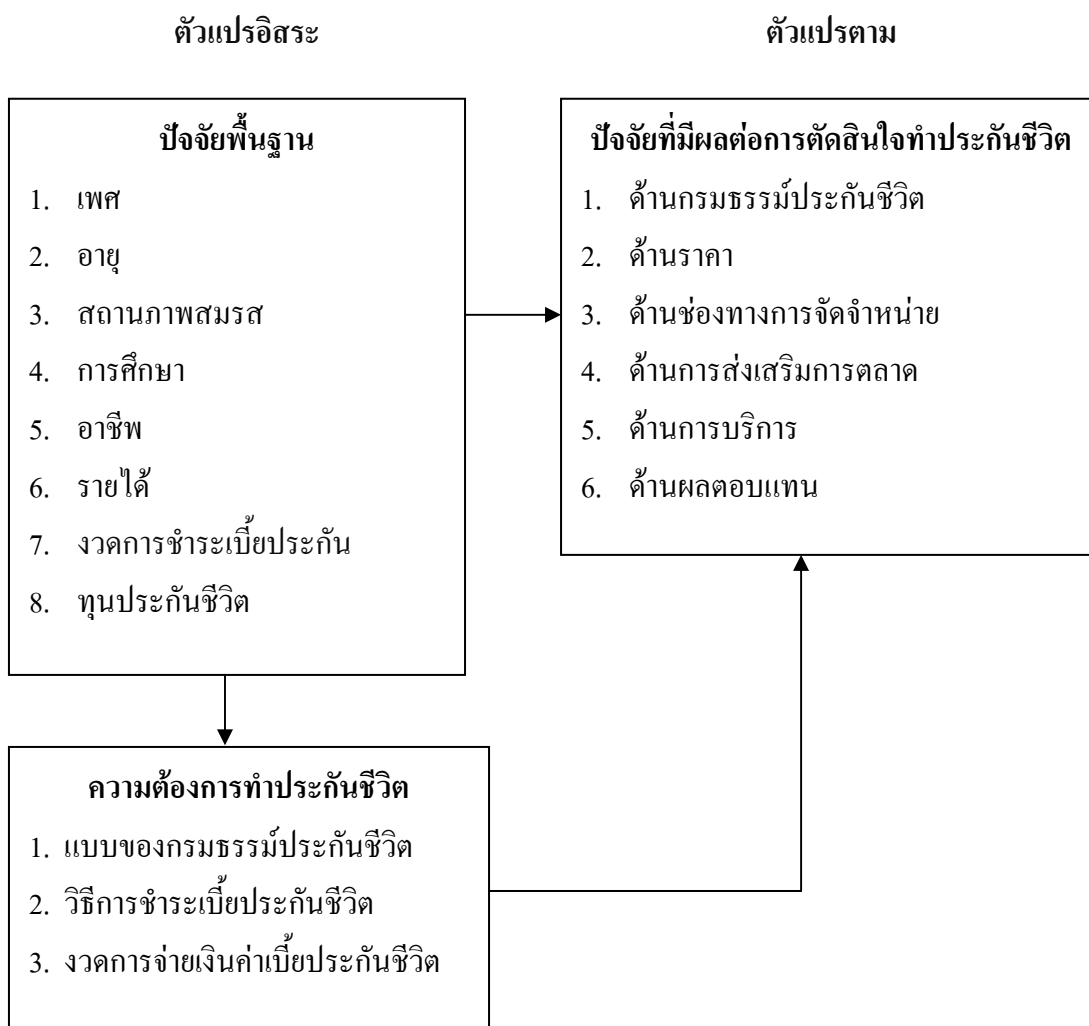 ตัวแปรอิสระ
ตัวแปรตาม
ปัจจัยพื้นฐาน
1. เพศ
2. อายุ
3. สถานภาพสมรส
4. การศึกษา
5. อาชีพ
6. รายได้
7. งวดการชำระเบี้ยประกัน
8. ทุนประกันชีวิต
ปัจจัยที่มีผลต่อการตัดสินใจทำประกันชีวิต
1. ด้านกรมธรรม์ประกันชีวิต
2. ด้านราคา
3. ด้านช่องทางการจัดจำหน่าย
4. ด้านการส่งเสริมการตลาด
5. ด้านการบริการ
6. ด้านผลตอบแทน
ความต้องการทำประกันชีวิต
1. แบบของกรมธรรม์ประกันชีวิต
2. วิธีการชำระเบี้ยประกันชีวิต
3. งวดการจ่ายเงินค่าเบี้ยประกันชีวิต